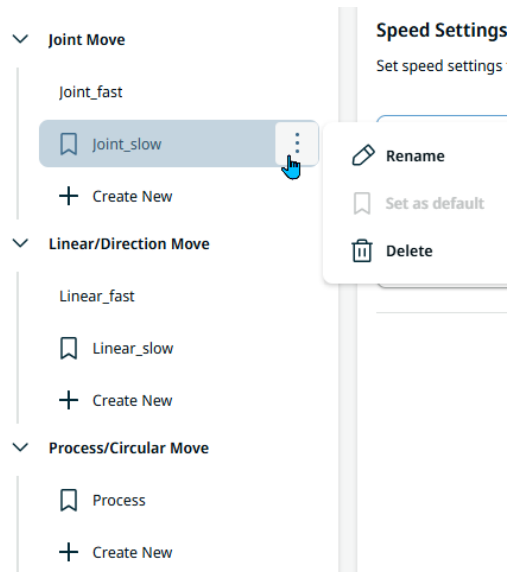 Joint Move
Joint_fast
Joint_slow
Create New
Linear/Direction Move
Linear_fast
Linear_slow
Create New
Process/Circular Move
Process
Create New
Speed Settings
Set speed settings
Rename
Set as default
Delete